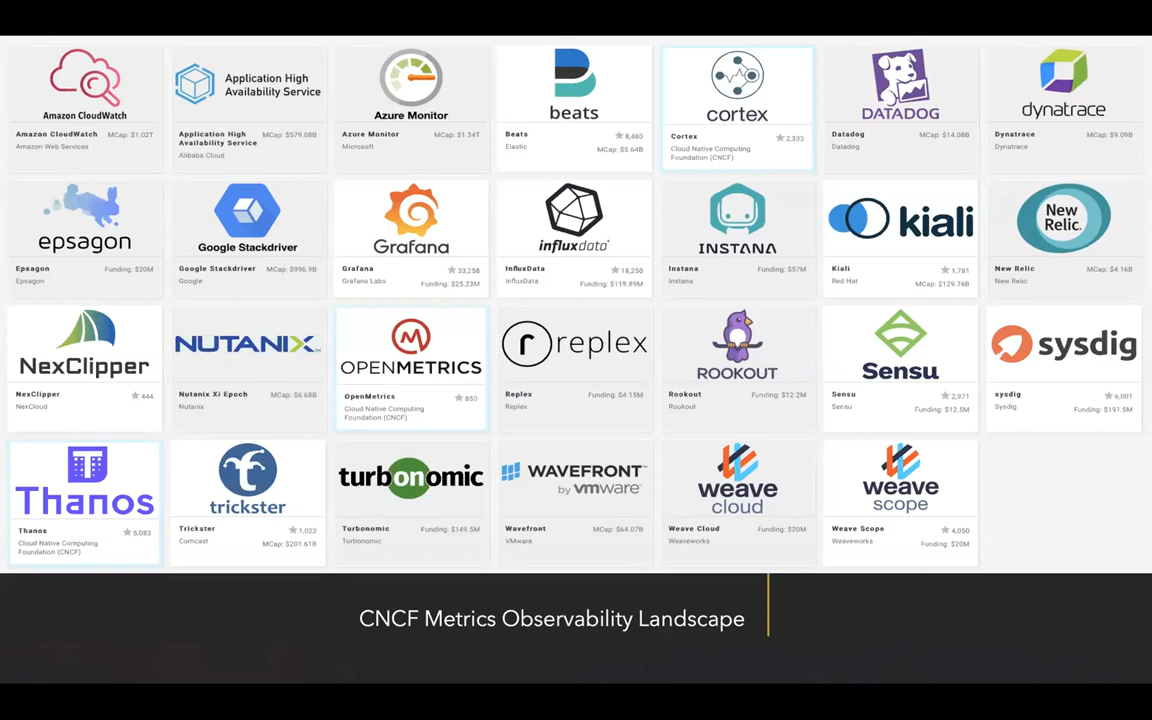 Amazon CloudWatch
Amazon CloudWatch MCap: $1.02T
Amazon Web Services
Application High
Availability Service
Application High MCap: $579.08B
Availability Service
Alibaba Cloud
Azure Monitor
Azure Monitor MCap: $1.34T
Microsoft
beats
Beats 8,480
Elastic MCap: $5.64B
cortex
Cortex 2,333
Cloud Native Computing
Foundation (CNCF)
DATADOG
Datadog MCap: $14.08B
Datadog
dynatrace
Dynatrace MCap: $9.09B
Dynatrace
epsagon
Epsagon Funding: $20M
Epsagon
Google Stackdriver
Google Stackdriver MCap: $996.9B
Google
Grafana
Grafana 33,258
Grafana Labs Funding: $25.23M
influxdata
InfluxData 18,250
InfluxData Funding: $119.89M
INSTANA
Instana Funding: $57M
Instana
kiali
Kiali 1,781
Red Hat MCap: $129.76B
New
Relic.
New Relic MCap: $4.16B
New Relic
NexClipper
NexClipper 444
NexCloud
NUTANIX
Nutanix Xi Epoch MCap: $6.68B
Nutanix
OPENMETRICS
OpenMetrics 850
Cloud Native Computing
Foundation (CNCF)
r replex
Replex Funding: $4.15M
Replex
ROOKOUT
Rookout Funding: $12.2M
Rookout
Sensu
Sensu 2,971
Sensu Funding: $12.5M
sysdig
sysdig 6,001
Sysdig Funding: $191.5M
Thanos
Thanos 5,083
Cloud Native Computing
Foundation (CNCF)
trickster
Trickster 1,022
Comcast MCap: $201.61B
turbonomic
Turbonomic Funding: $149.5M
Turbonomic
WAVEFRONT
by vmware
Wavefront MCap: $64.07B
VMware
weave
cloud
Weave Cloud Funding: $20M
Weaveworks
weave
scope
Weave Scope 4,050
Weaveworks Funding: $20M
CNCF Metrics Observability Landscape